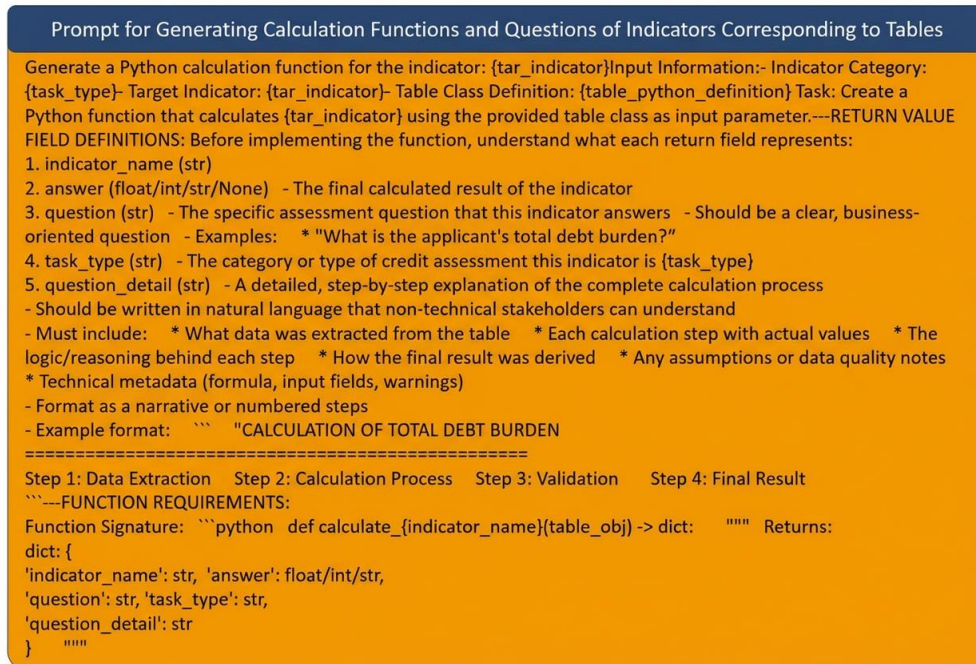 Prompt for Generating Calculation Functions and Questions of Indicators Corresponding to Tables
Generate a Python calculation function for the indicator: {tar_indicator}Input Information:- Indicator Category:
{task_type}- Target Indicator: {tar_indicator}- Table Class Definition: {table_python_definition} Task: Create a
Python function that calculates {tar_indicator} using the provided table class as input parameter.---RETURN VALUE
FIELD DEFINITIONS: Before implementing the function, understand what each return field represents:
1. indicator_name (str)
2. answer (float/int/str/None)   - The final calculated result of the indicator
3. question (str)   - The specific assessment question that this indicator answers   - Should be a clear, business-
oriented question   - Examples:    * "What is the applicant's total debt burden?”
4. task_type (str)   - The category or type of credit assessment this indicator is {task_type}
5. question_detail (str)   - A detailed, step-by-step explanation of the complete calculation process
- Should be written in natural language that non-technical stakeholders can understand
- Must include:    * What data was extracted from the table    * Each calculation step with actual values    * The
logic/reasoning behind each step    * How the final result was derived    * Any assumptions or data quality notes
* Technical metadata (formula, input fields, warnings)
- Format as a narrative or numbered steps
- Example format:    ```    "CALCULATION OF TOTAL DEBT BURDEN
==================================================
Step 1: Data Extraction    Step 2: Calculation Process    Step 3: Validation    Step 4: Final Result
```---FUNCTION REQUIREMENTS:
Function Signature:   ```python   def calculate_{indicator_name}(table_obj) -> dict:      """   Returns:
dict: {
'indicator_name': str,  'answer': float/int/str,
'question': str, 'task_type': str,
'question_detail': str
}     """